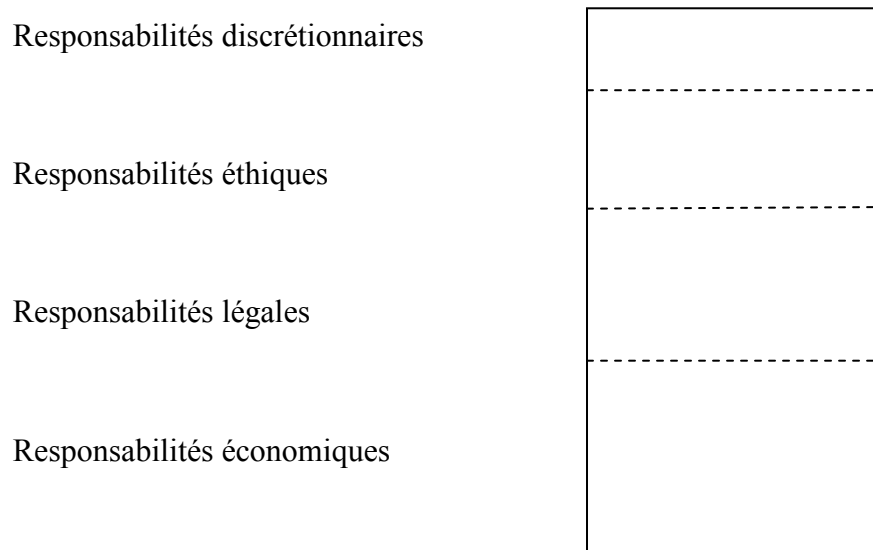 Responsabilités discrétionnaires
Responsabilités éthiques
Responsabilités légales
Responsabilités économiques